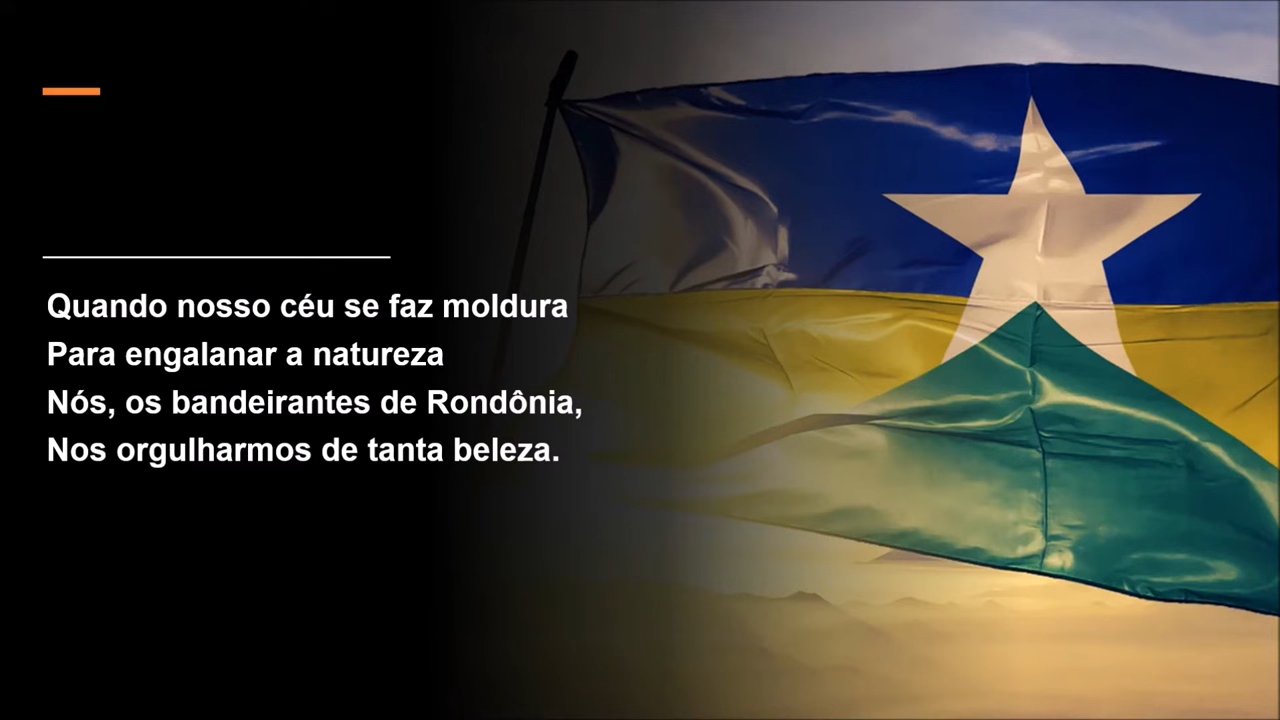 Quando nosso céu se faz moldura
Para engalanar a natureza
Nós, os bandeirantes de Rondônia,
Nos orgulharmos de tanta beleza.